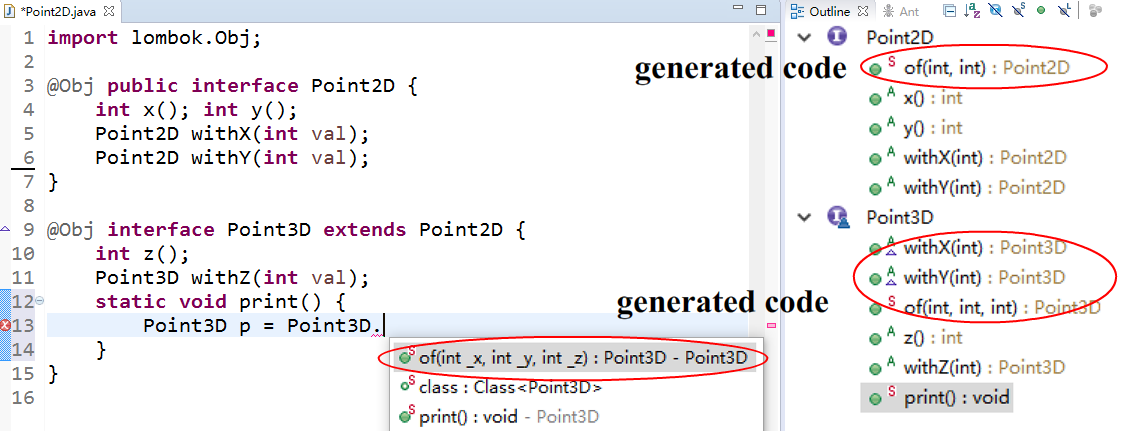 *Point2D.java
1 import lombok.Obj;
2
3 @Obj public interface Point2D {
4 int x(); int y();
5 Point2D withX(int val);
6 Point2D withY(int val);
7 }
8
9 @Obj interface Point3D extends Point2D {
10 int z();
11 Point3D withZ(int val);
12 static void print() {
13 Point3D p = Point3D.
14 }
15 }
16
of(int _x, int _y, int _z) : Point3D - Point3D
class : Class<Point3D>
print() : void - Point3D
generated code
generated code
Outline Ant
Point2D
S of(int, int) : Point2D
A x() : int
A y() : int
A withX(int) : Point2D
A withY(int) : Point2D
Point3D
A withX(int) : Point3D
A withY(int) : Point3D
S of(int, int, int) : Point3D
A z() : int
A withZ(int) : Point3D
S print() : void